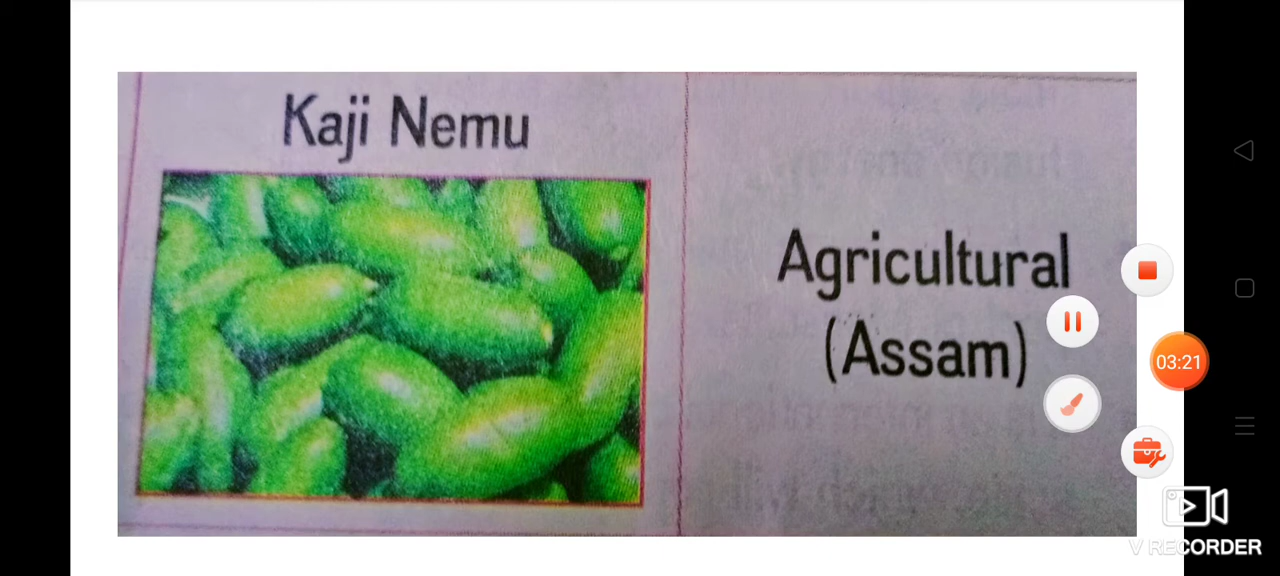 Kaji Nemu
Agricultural
(Assam)
03:21
V RECORDER